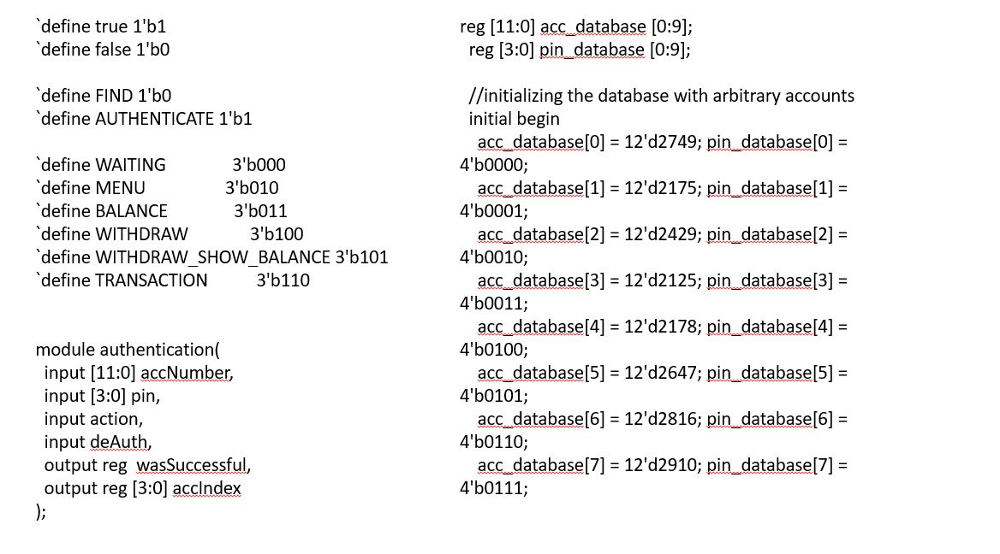 `define true 1'b1
`define false 1'b0
`define FIND 1'b0
`define AUTHENTICATE 1'b1
`define WAITING 3'b000
`define MENU 3'b010
`define BALANCE 3'b011
`define WITHDRAW 3'b100
`define WITHDRAW_SHOW_BALANCE 3'b101
`define TRANSACTION 3'b110
module authentication(
input [11:0] accNumber,
input [3:0] pin,
input action,
input deAuth,
output reg wasSuccessful,
output reg [3:0] accIndex
);
reg [11:0] acc_database [0:9];
reg [3:0] pin_database [0:9];
//initializing the database with arbitrary accounts
initial begin
acc_database[0] = 12'd2749; pin_database[0] =
4'b0000;
acc_database[1] = 12'd2175; pin_database[1] =
4'b0001;
acc_database[2] = 12'd2429; pin_database[2] =
4'b0010;
acc_database[3] = 12'd2125; pin_database[3] =
4'b0011;
acc_database[4] = 12'd2178; pin_database[4] =
4'b0100;
acc_database[5] = 12'd2647; pin_database[5] =
4'b0101;
acc_database[6] = 12'd2816; pin_database[6] =
4'b0110;
acc_database[7] = 12'd2910; pin_database[7] =
4'b0111;